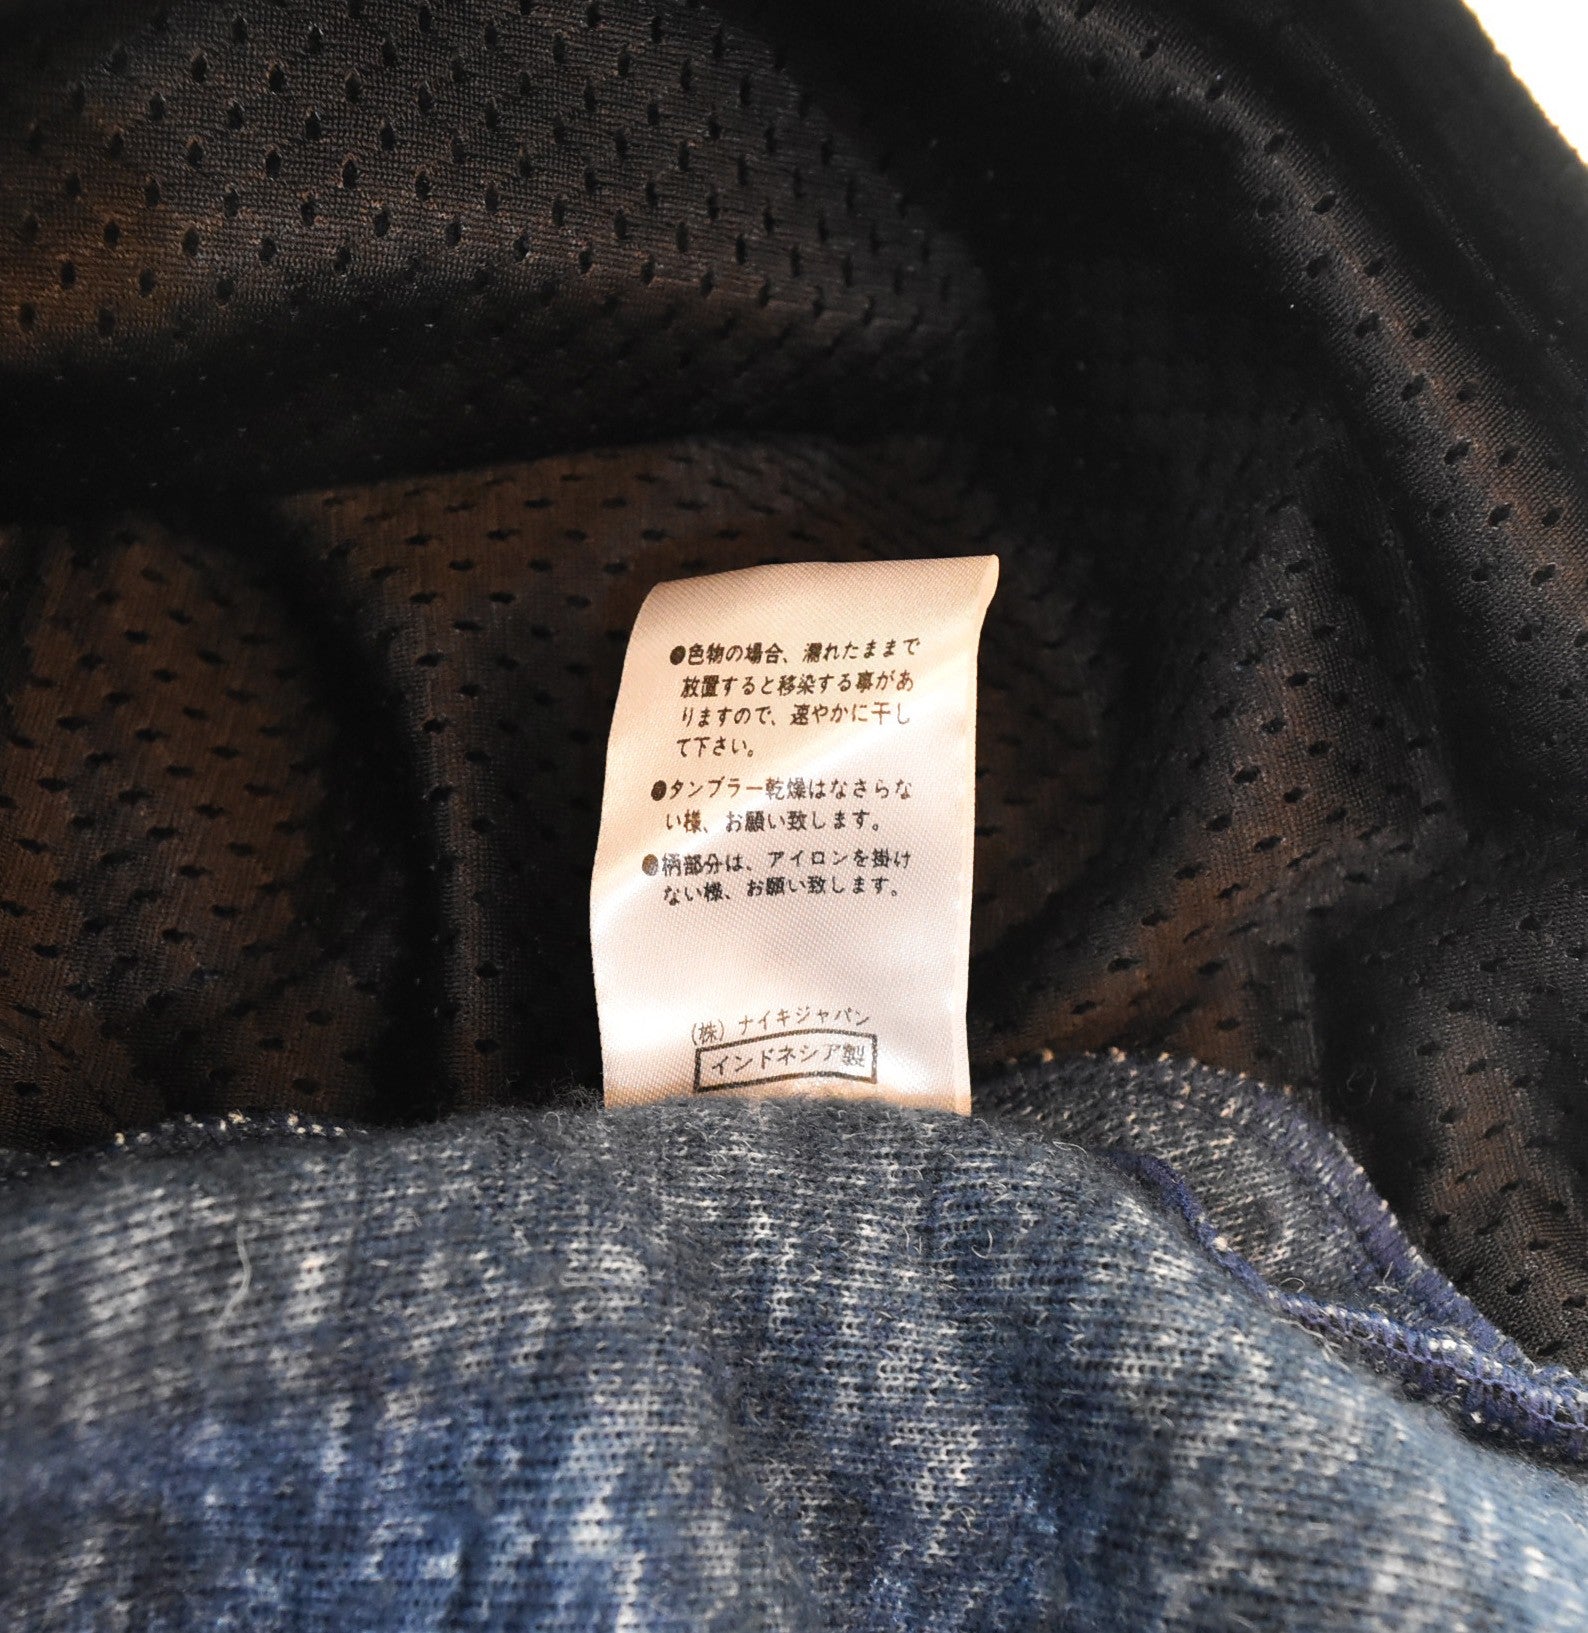 ●色物の場合、濡れたままで
放置すると移染する事があ
りますので、速やかに干し
て下さい。
●タンブラー乾燥はなさらな
い様、お願い致します。
●柄部分は、アイロンを掛け
ない様、お願い致します。
(株) ナイキジャパン
インドネシア製